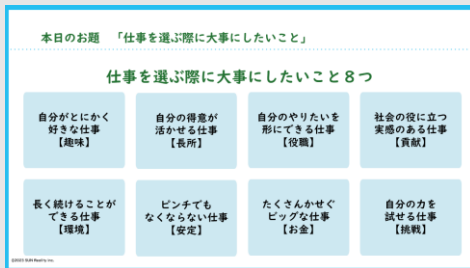 本日のお題 「仕事を選ぶ際に大事にしたいこと」
仕事を選ぶ際に大事にしたいこと８つ
自分がとにかく
好きな仕事
【趣味】
自分の得意が
活かせる仕事
【長所】
自分のやりたいを
形にできる仕事
【役職】
社会の役に立つ
実感のある仕事
【貢献】
長く続けることが
できる仕事
【環境】
ピンチでも
なくならない仕事
【安定】
たくさんかせぐ
ビッグな仕事
【お金】
自分の力を
試せる仕事
【挑戦】